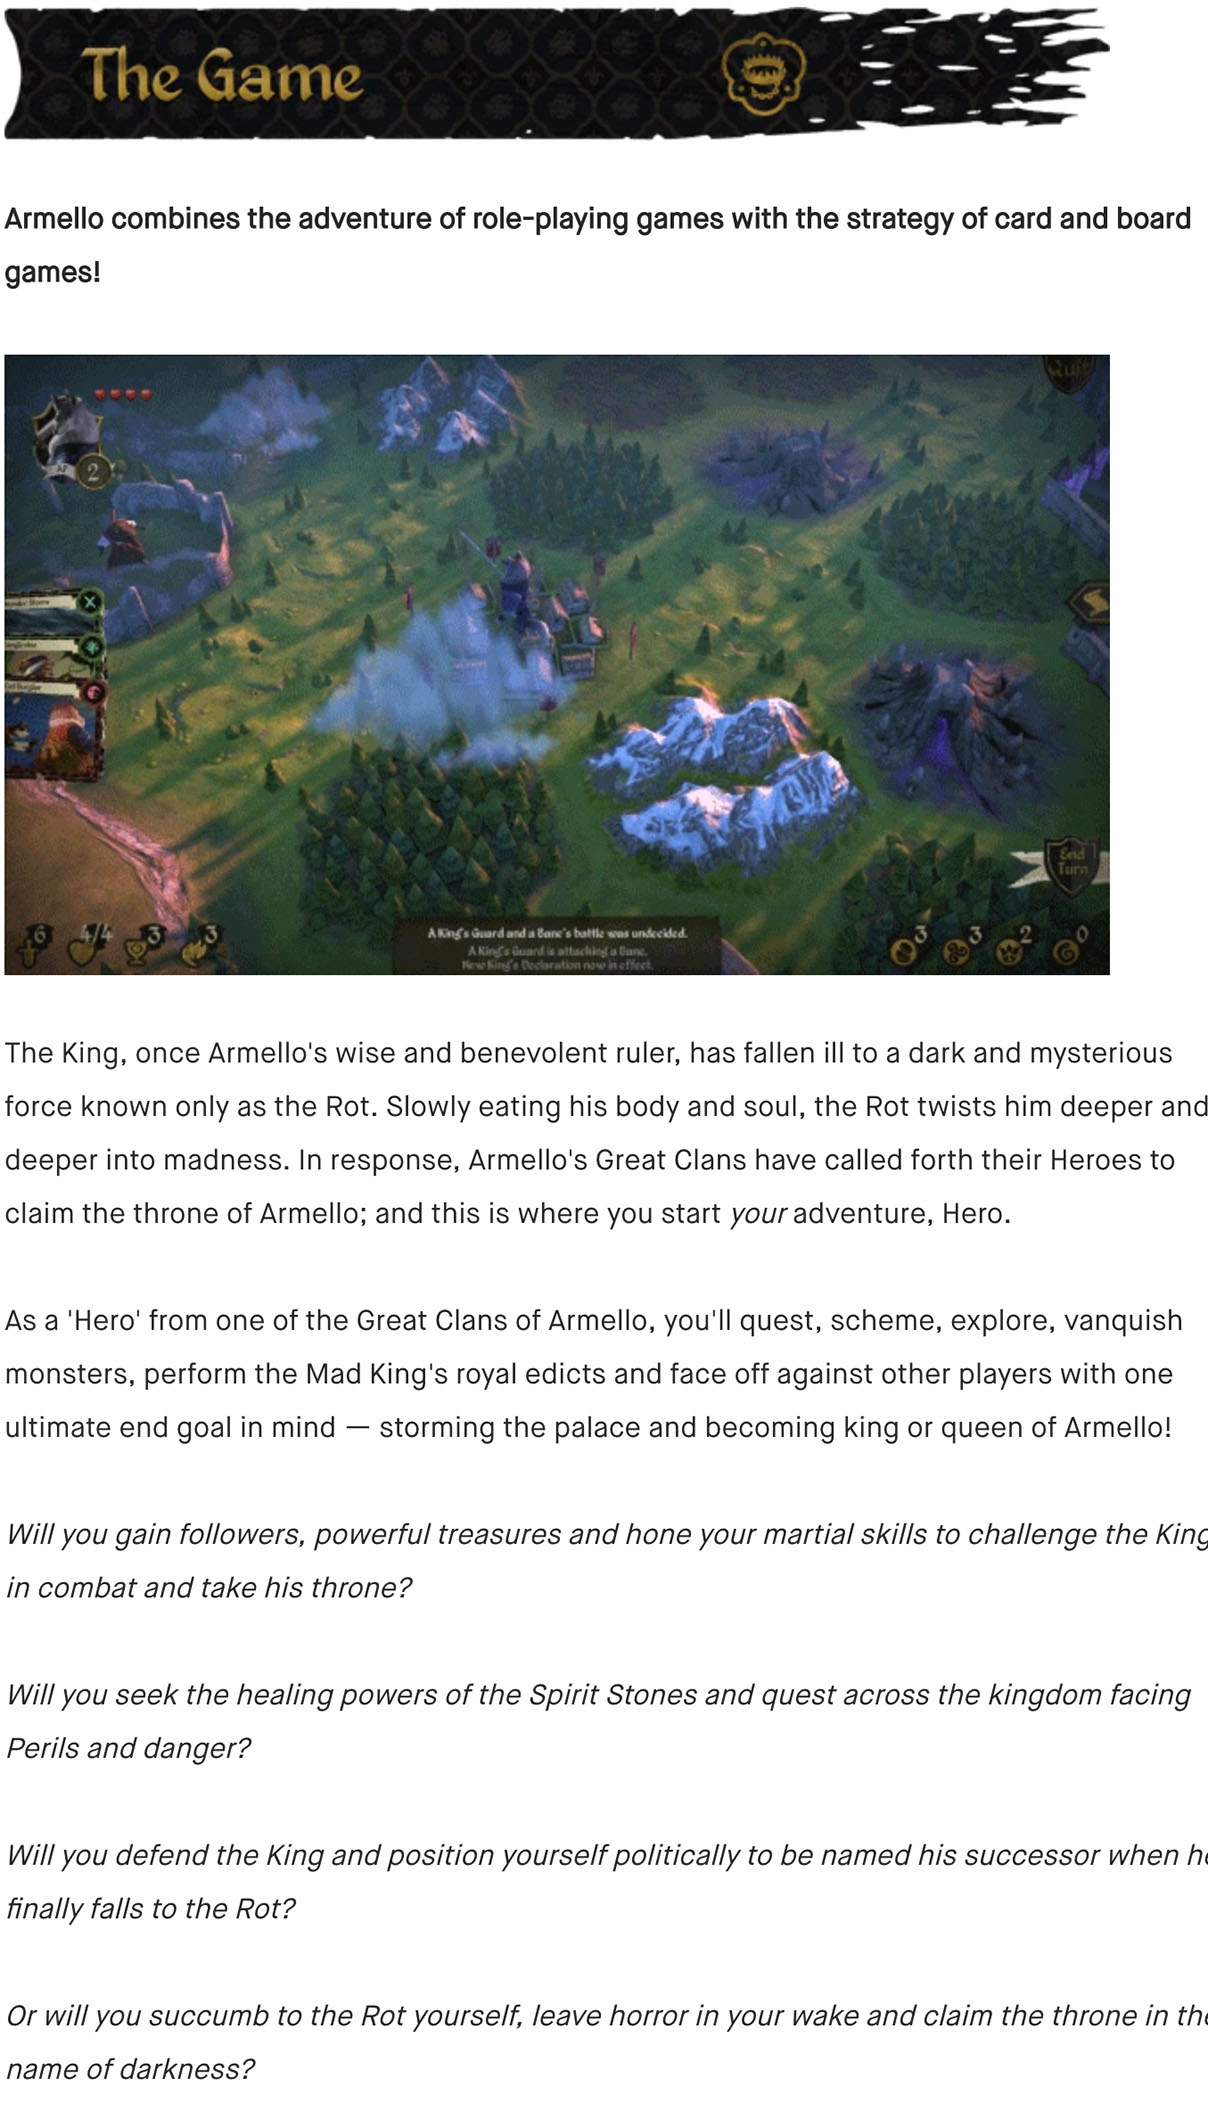 The Game
Armello combines the adventure of role-playing games with the strategy of card and board
games!
2
End
Turn
6
4/4
3
3
A King's Guard and a Bane's battle was undecided.
A King's Guard is attacking a Bane.
New King's Declaration now in effect.
3
3
2
0
The King, once Armello's wise and benevolent ruler, has fallen ill to a dark and mysterious
force known only as the Rot. Slowly eating his body and soul, the Rot twists him deeper and
deeper into madness. In response, Armello's Great Clans have called forth their Heroes to
claim the throne of Armello; and this is where you start your adventure, Hero.
As a 'Hero' from one of the Great Clans of Armello, you'll quest, scheme, explore, vanquish
monsters, perform the Mad King's royal edicts and face off against other players with one
ultimate end goal in mind — storming the palace and becoming king or queen of Armello!
Will you gain followers, powerful treasures and hone your martial skills to challenge the King
in combat and take his throne?
Will you seek the healing powers of the Spirit Stones and quest across the kingdom facing
Perils and danger?
Will you defend the King and position yourself politically to be named his successor when he
finally falls to the Rot?
Or will you succumb to the Rot yourself, leave horror in your wake and claim the throne in the
name of darkness?